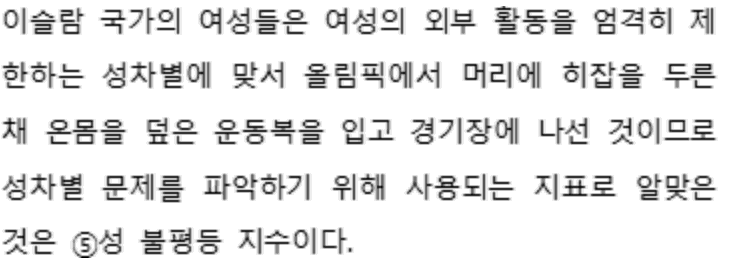 이슬람 국가의 여성들은 여성의 외부 활동을 엄격히 제
한하는 성차별에 맞서 올림픽에서 머리에 히잡을 두른
채 온몸을 덮은 운동복을 입고 경기장에 나선 것이므로
성차별 문제를 파악하기 위해 사용되는 지표로 알맞은
것은 ⑤성 불평등 지수이다.